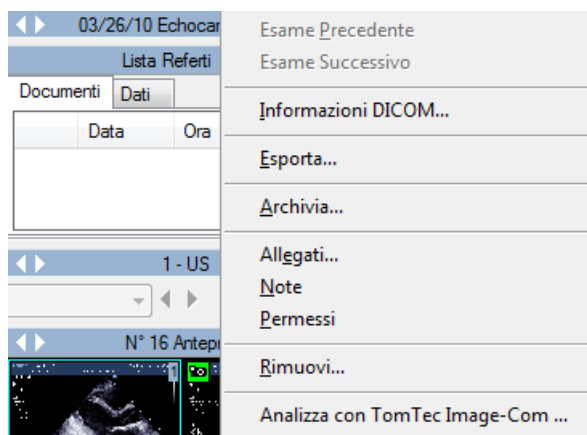 03/26/10 Echocar
Lista Referti
Documenti Dati
Data Ora
1 - US
N° 16 Antepr
1
Esame Precedente
Esame Successivo
Informazioni DICOM...
Esporta...
Archivia...
Allegati...
Note
Permessi
Rimuovi...
Analizza con TomTec Image-Com ...